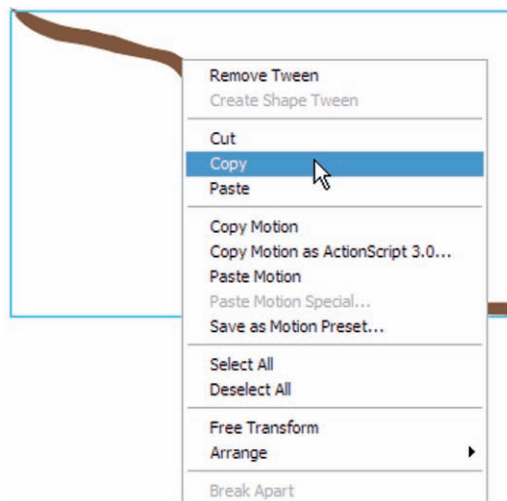 Remove Tween
Create Shape Tween
Cut
Copy
Paste
Copy Motion
Copy Motion as ActionScript 3.0...
Paste Motion
Paste Motion Special...
Save as Motion Preset...
Select All
Deselect All
Free Transform
Arrange
Break Apart